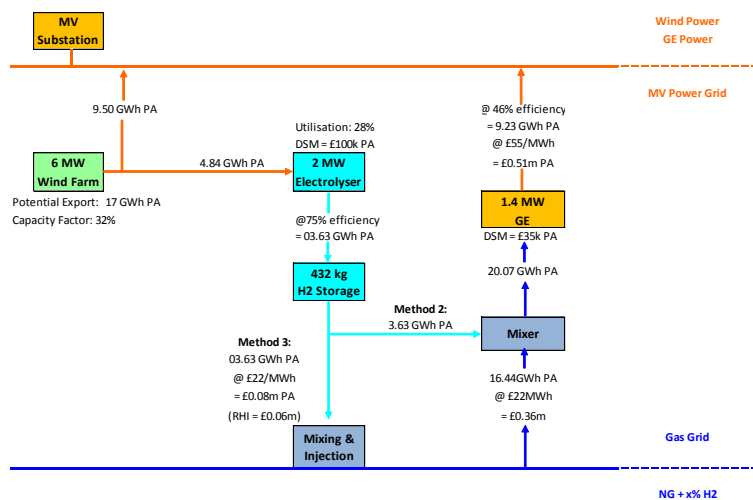 MV
Substation
Wind Power
GE Power
MV Power Grid
9.50 GWh PA
@ 46% efficiency
= 9.23 GWh PA
@ £55/MWh
= £0.51m PA
Utilisation: 28%
DSM = £100k PA
6 MW
Wind Farm
4.84 GWh PA
2 MW
Electrolyser
Potential Export: 17 GWh PA
Capacity Factor: 32%
1.4 MW
GE
DSM = £35k PA
@75% efficiency
= 03.63 GWh PA
20.07 GWh PA
432 kg
H2 Storage
Method 2:
3.63 GWh PA
Mixer
Method 3:
03.63 GWh PA
@ £22/MWh
= £0.08m PA
(RHI = £0.06m)
16.44GWh PA
@ £22MWh
= £0.36m
Mixing &
Injection
Gas Grid
NG + x% H2